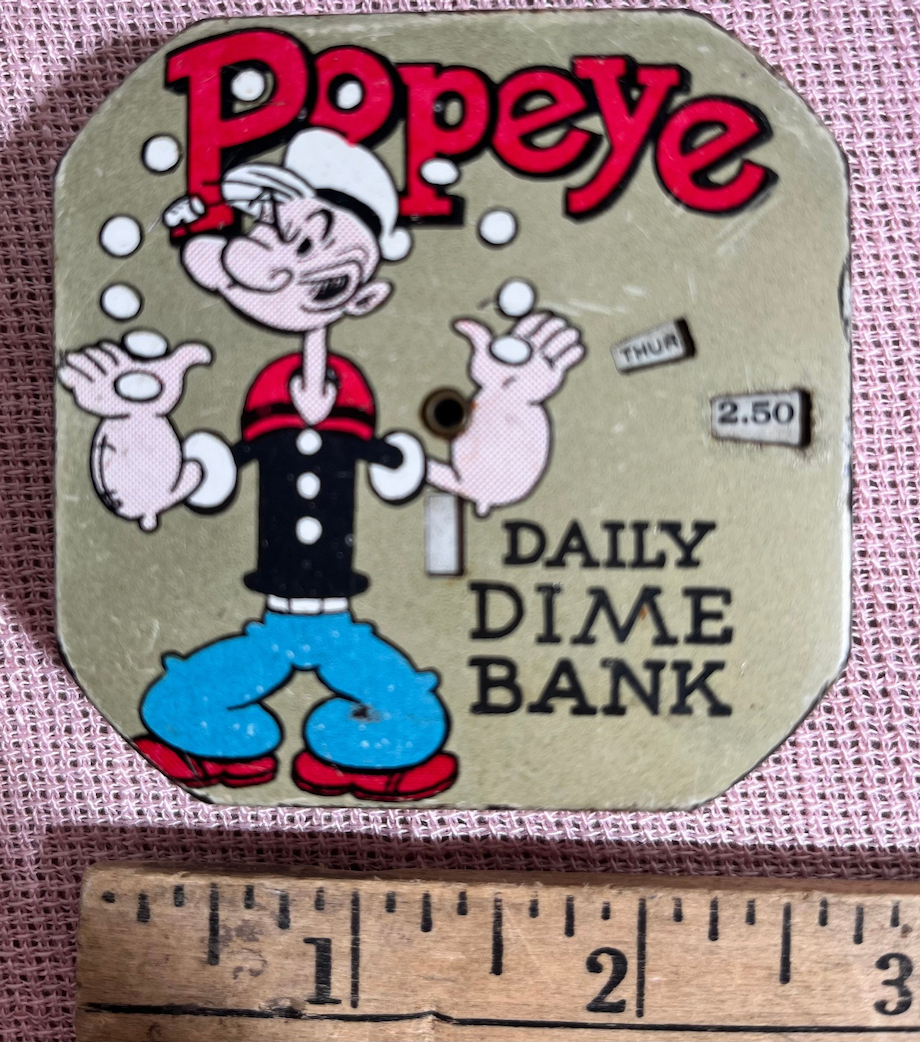 Popeye
THUR
2.50
DAILY
DIME
BANK
1 2 3